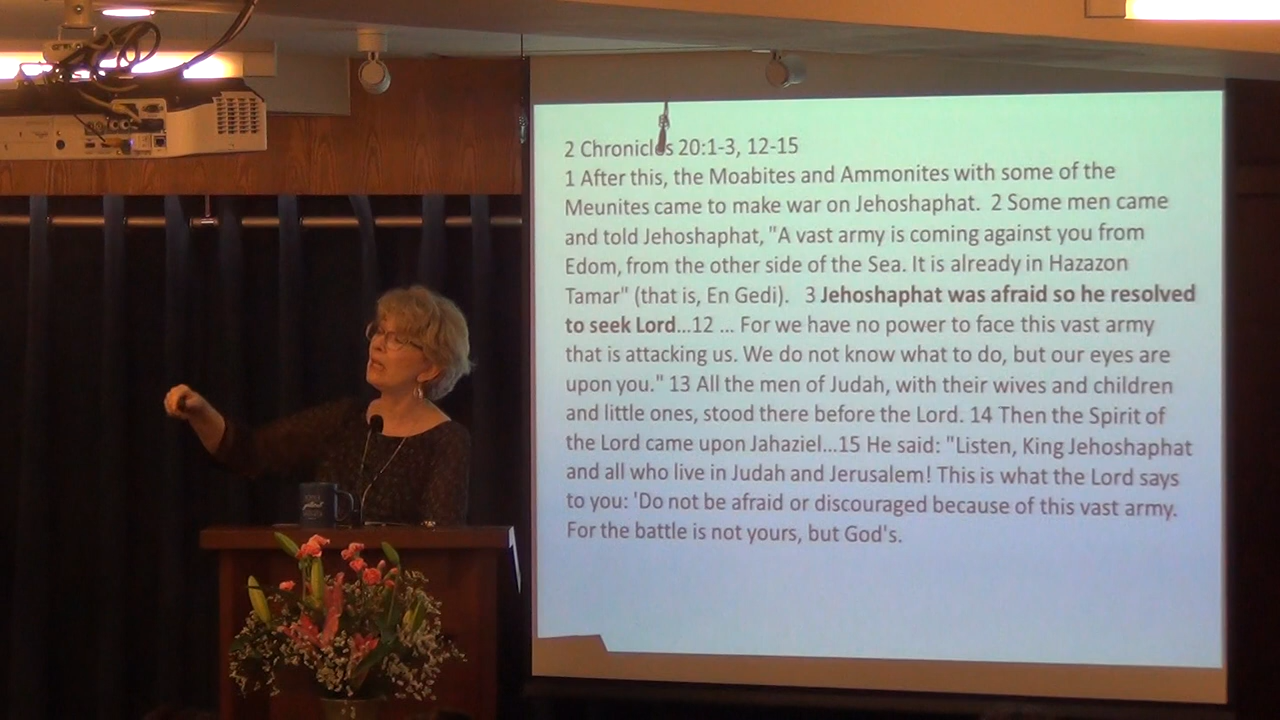 2 Chronicles 20:1-3, 12-15
1 After this, the Moabites and Ammonites with some of the
Meunites came to make war on Jehoshaphat.  2 Some men came
and told Jehoshaphat, "A vast army is coming against you from
Edom, from the other side of the Sea. It is already in Hazazon
Tamar" (that is, En Gedi).   3 Jehoshaphat was afraid so he resolved
to seek Lord...12 ... For we have no power to face this vast army
that is attacking us. We do not know what to do, but our eyes are
upon you." 13 All the men of Judah, with their wives and children
and little ones, stood there before the Lord. 14 Then the Spirit of
the Lord came upon Jahaziel...15 He said: "Listen, King Jehoshaphat
and all who live in Judah and Jerusalem! This is what the Lord says
to you: 'Do not be afraid or discouraged because of this vast army.
For the battle is not yours, but God's.